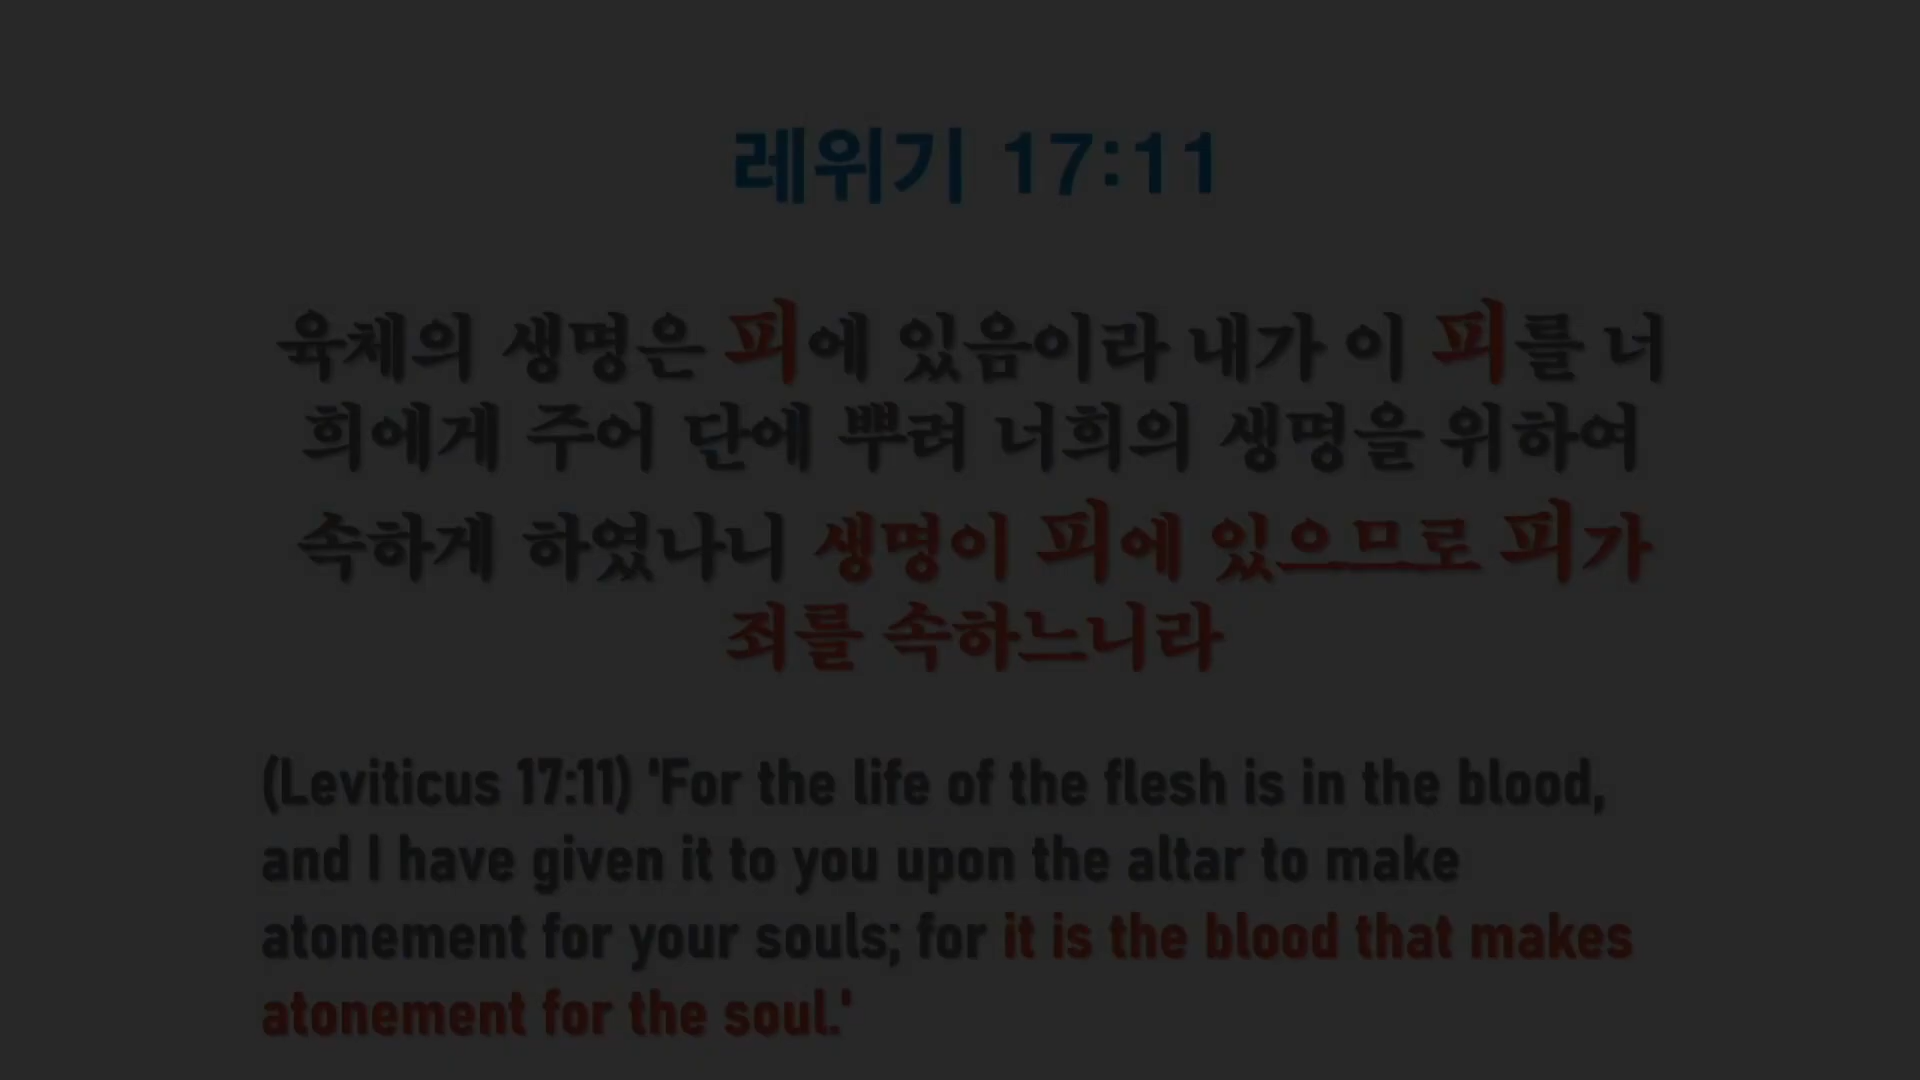 레위기 17:11
육체의 생명은 피에 있음이라 내가 이 피를 너
희에게 주어 단에 뿌려 너희의 생명을 위하여
속하게 하였나니 생명이 피에 있으므로 피가
죄를 속하느니라
(Leviticus 17:11) 'For the life of the flesh is in the blood,
and I have given it to you upon the altar to make
atonement for your souls; for it is the blood that makes
atonement for the soul.'